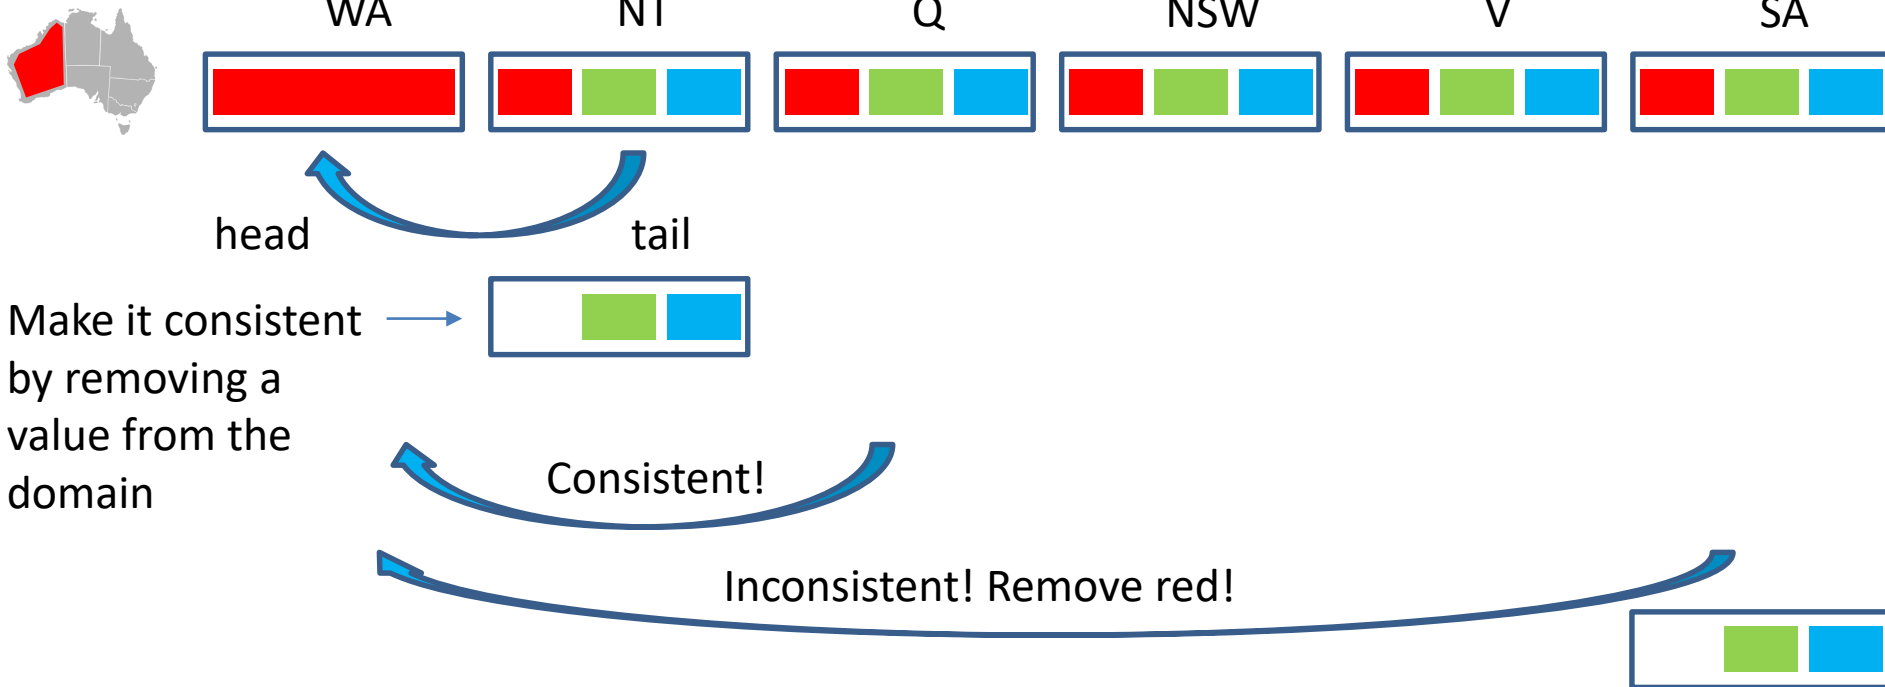 WA NT Q NSW V SA
head tail
Make it consistent
by removing a
value from the
domain
Consistent!
Inconsistent! Remove red!